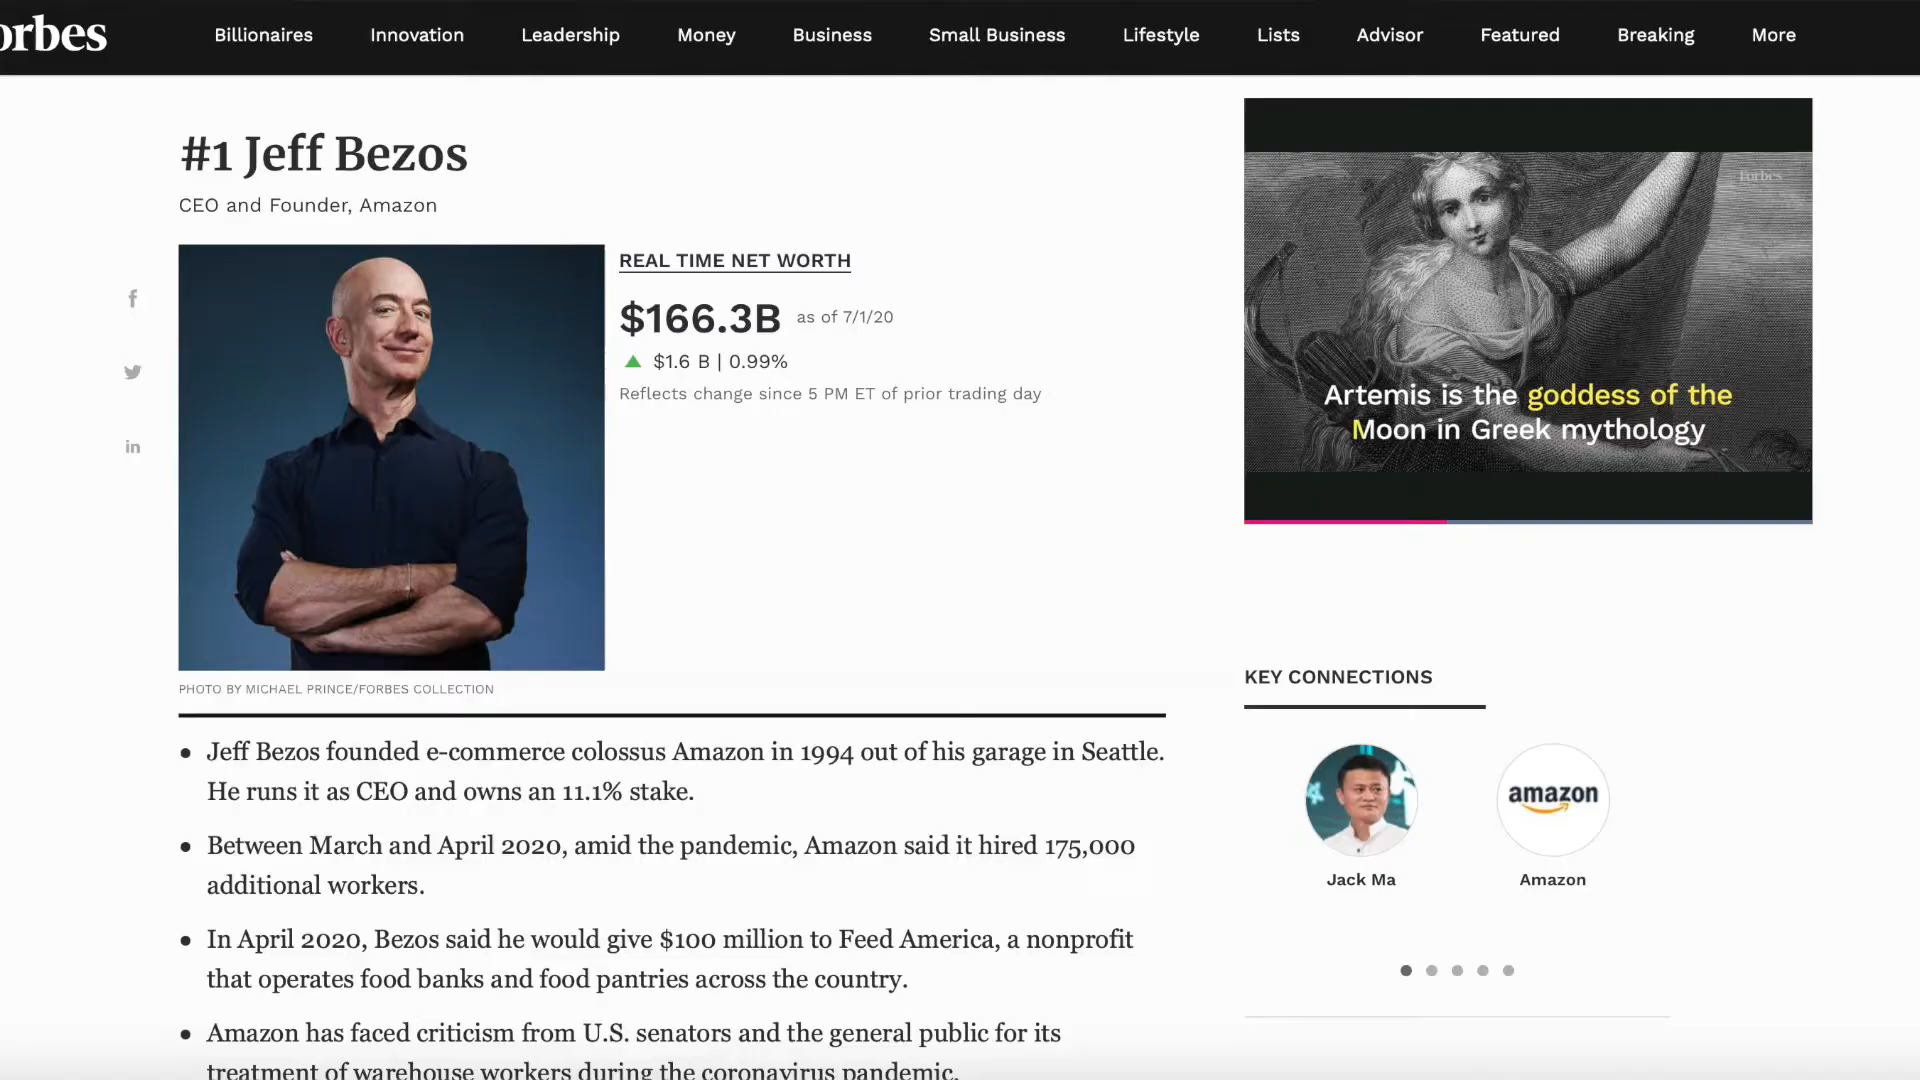 orbes
Billionaires Innovation Leadership Money Business Small Business Lifestyle Lists Advisor Featured Breaking More
#1 Jeff Bezos
CEO and Founder, Amazon
REAL TIME NET WORTH
$166.3B as of 7/1/20
$1.6 B | 0.99%
Reflects change since 5 PM ET of prior trading day
f
in
PHOTO BY MICHAEL PRINCE/FORBES COLLECTION
Jeff Bezos founded e-commerce colossus Amazon in 1994 out of his garage in Seattle.
He runs it as CEO and owns an 11.1% stake.
Between March and April 2020, amid the pandemic, Amazon said it hired 175,000
additional workers.
In April 2020, Bezos said he would give $100 million to Feed America, a nonprofit
that operates food banks and food pantries across the country.
Amazon has faced criticism from U.S. senators and the general public for its
treatment of warehouse workers during the coronavirus pandemic.
Forbes
Artemis is the goddess of the
Moon in Greek mythology
KEY CONNECTIONS
amazon
Jack Ma
Amazon